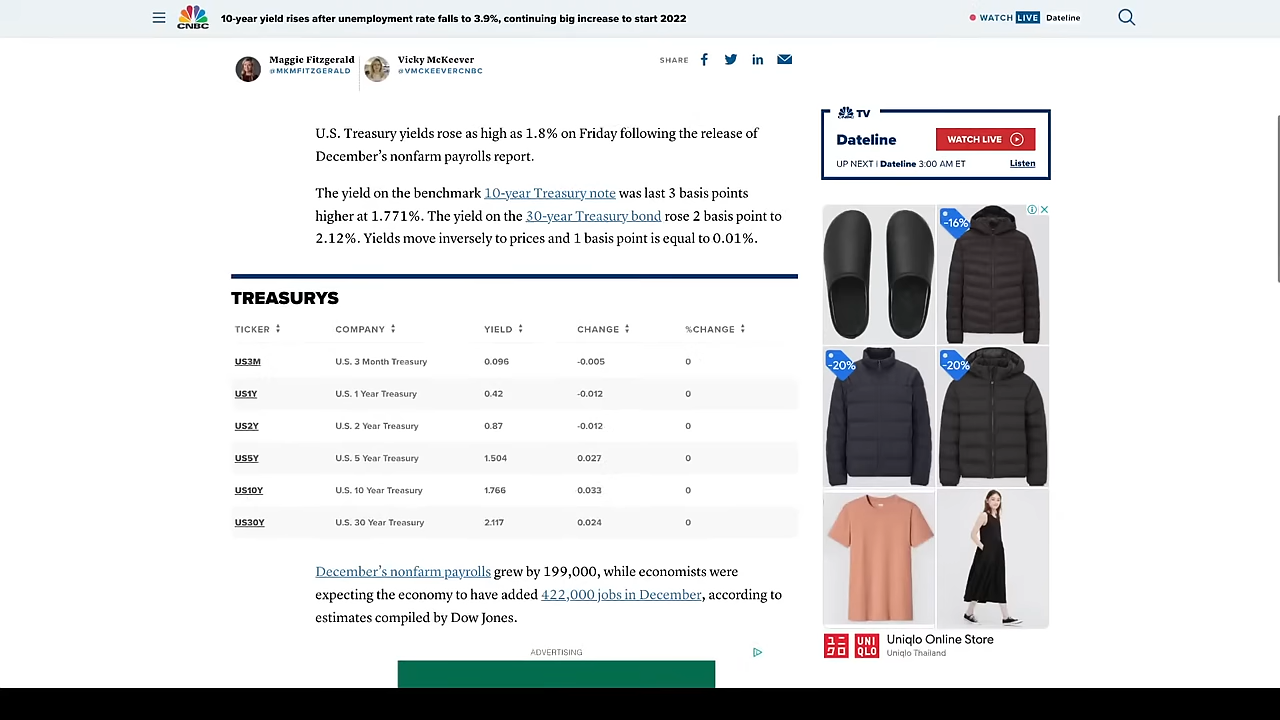 CNBC
10-year yield rises after unemployment rate falls to 3.9%, continuing big increase to start 2022
WATCH LIVE Dateline
Maggie Fitzgerald
@MKMFITZGERALD
Vicky McKeever
@VMCKEEVERCNBC
SHARE
U.S. Treasury yields rose as high as 1.8% on Friday following the release of
December’s nonfarm payrolls report.
The yield on the benchmark 10-year Treasury note was last 3 basis points
higher at 1.771%. The yield on the 30-year Treasury bond rose 2 basis point to
2.12%. Yields move inversely to prices and 1 basis point is equal to 0.01%.
TREASURYS
TICKER COMPANY YIELD CHANGE %CHANGE
US3M U.S. 3 Month Treasury 0.096 -0.005 0
US1Y U.S. 1 Year Treasury 0.42 -0.012 0
US2Y U.S. 2 Year Treasury 0.87 -0.012 0
US5Y U.S. 5 Year Treasury 1.504 0.027 0
US10Y U.S. 10 Year Treasury 1.766 0.033 0
US30Y U.S. 30 Year Treasury 2.117 0.024 0
December’s nonfarm payrolls grew by 199,000, while economists were
expecting the economy to have added 422,000 jobs in December, according to
estimates compiled by Dow Jones.
ADVERTISING
TV
Dateline
WATCH LIVE
UP NEXT | Dateline 3:00 AM ET
Listen
-16%
-20%
-20%
ユニクロ
UNIQLO
Uniqlo Online Store
Uniqlo Thailand